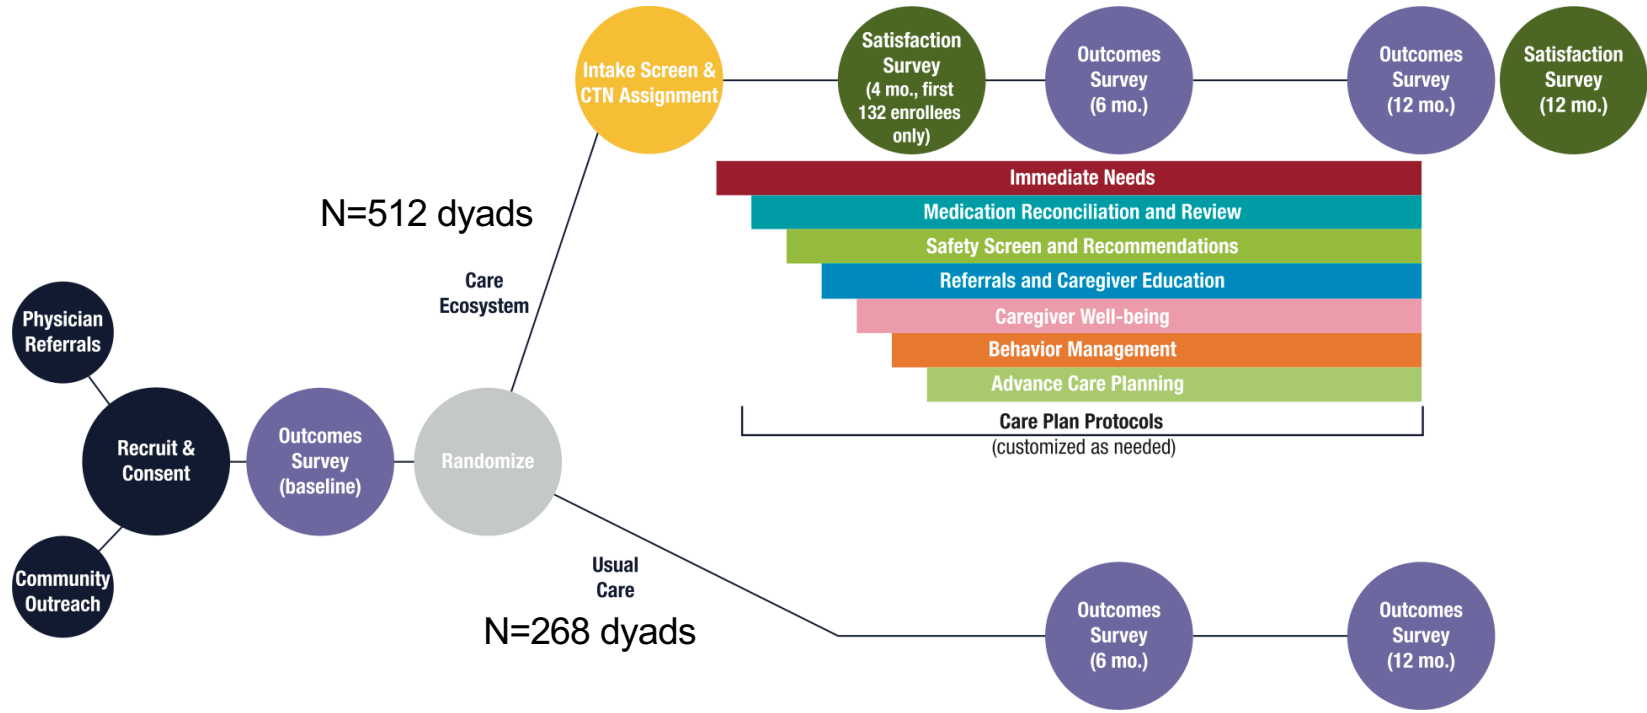 Physician
Referrals
Recruit &
Consent
Community
Outreach
Outcomes
Survey
(baseline)
Randomize
N=512 dyads
Care
Ecosystem
Intake Screen &
CTN Assignment
Satisfaction
Survey
(4 mo., first
132 enrollees
only)
Outcomes
Survey
(6 mo.)
Outcomes
Survey
(12 mo.)
Satisfaction
Survey
(12 mo.)
Immediate Needs
Medication Reconciliation and Review
Safety Screen and Recommendations
Referrals and Caregiver Education
Caregiver Well-being
Behavior Management
Advance Care Planning
Care Plan Protocols
(customized as needed)
Usual
Care
N=268 dyads
Outcomes
Survey
(6 mo.)
Outcomes
Survey
(12 mo.)